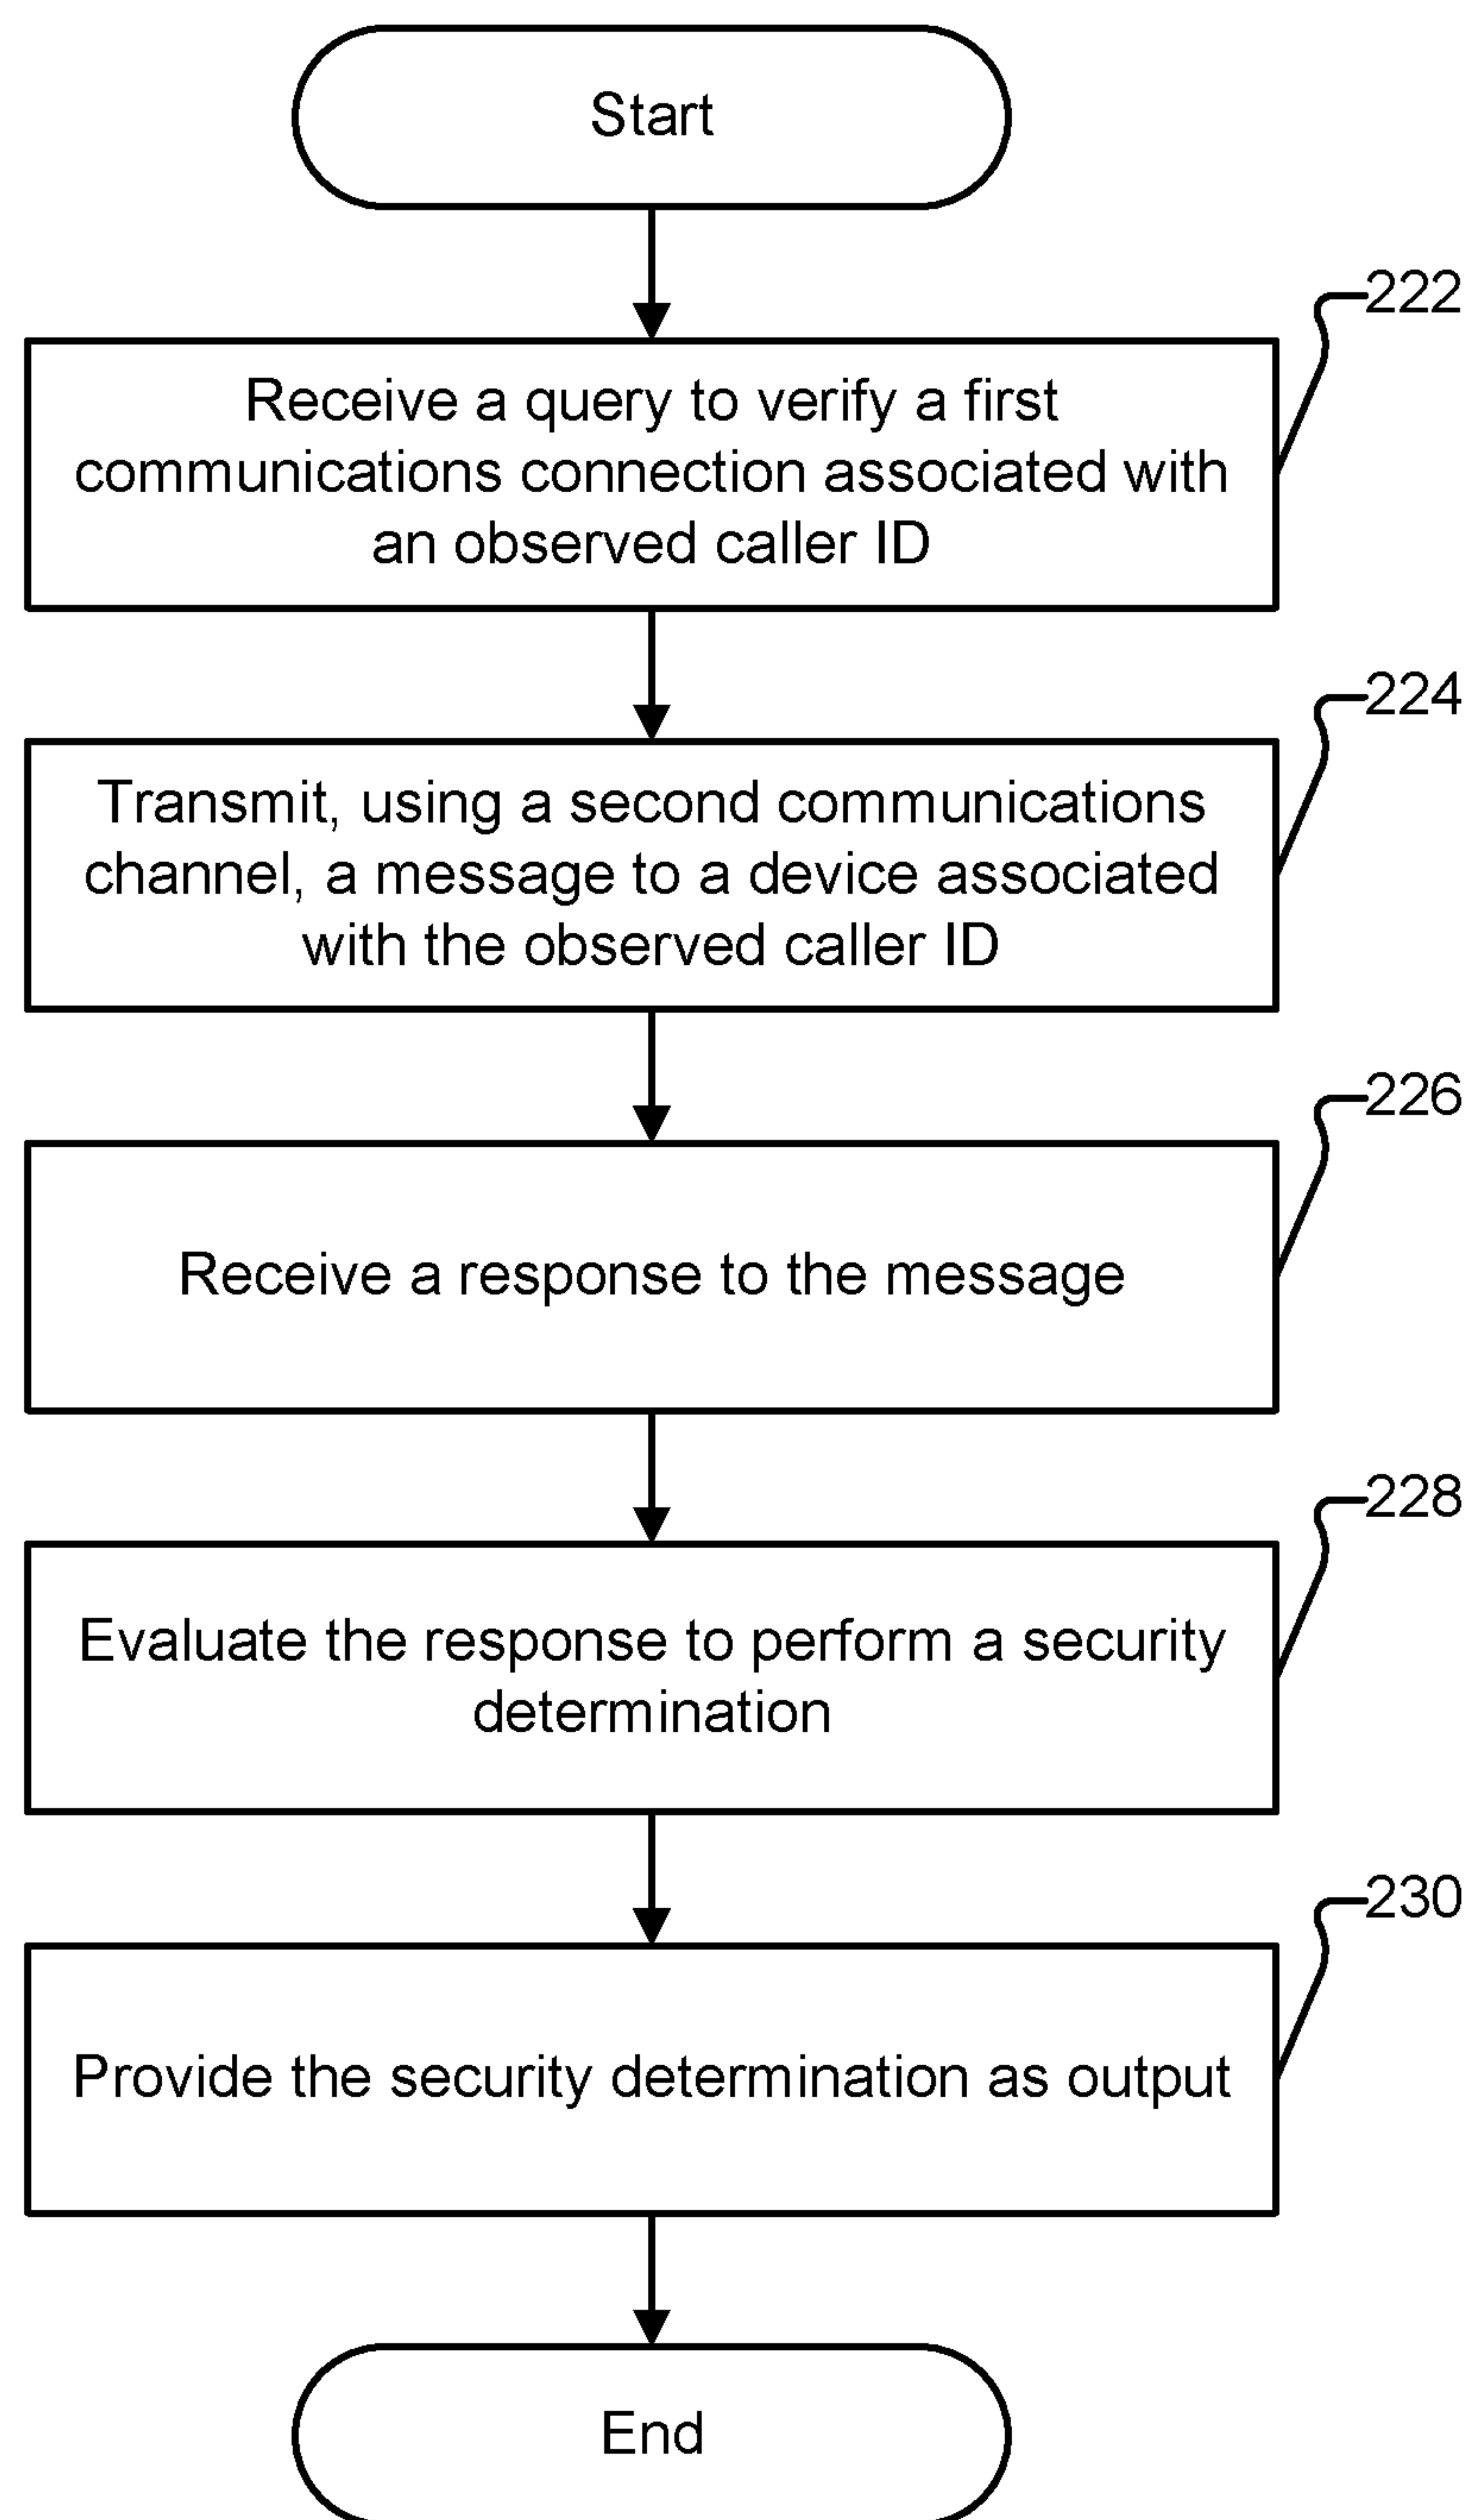 Start
222
Receive a query to verify a first
communications connection associated with
an observed caller ID
224
Transmit, using a second communications
channel, a message to a device associated
with the observed caller ID
226
Receive a response to the message
228
Evaluate the response to perform a security
determination
230
Provide the security determination as output
End